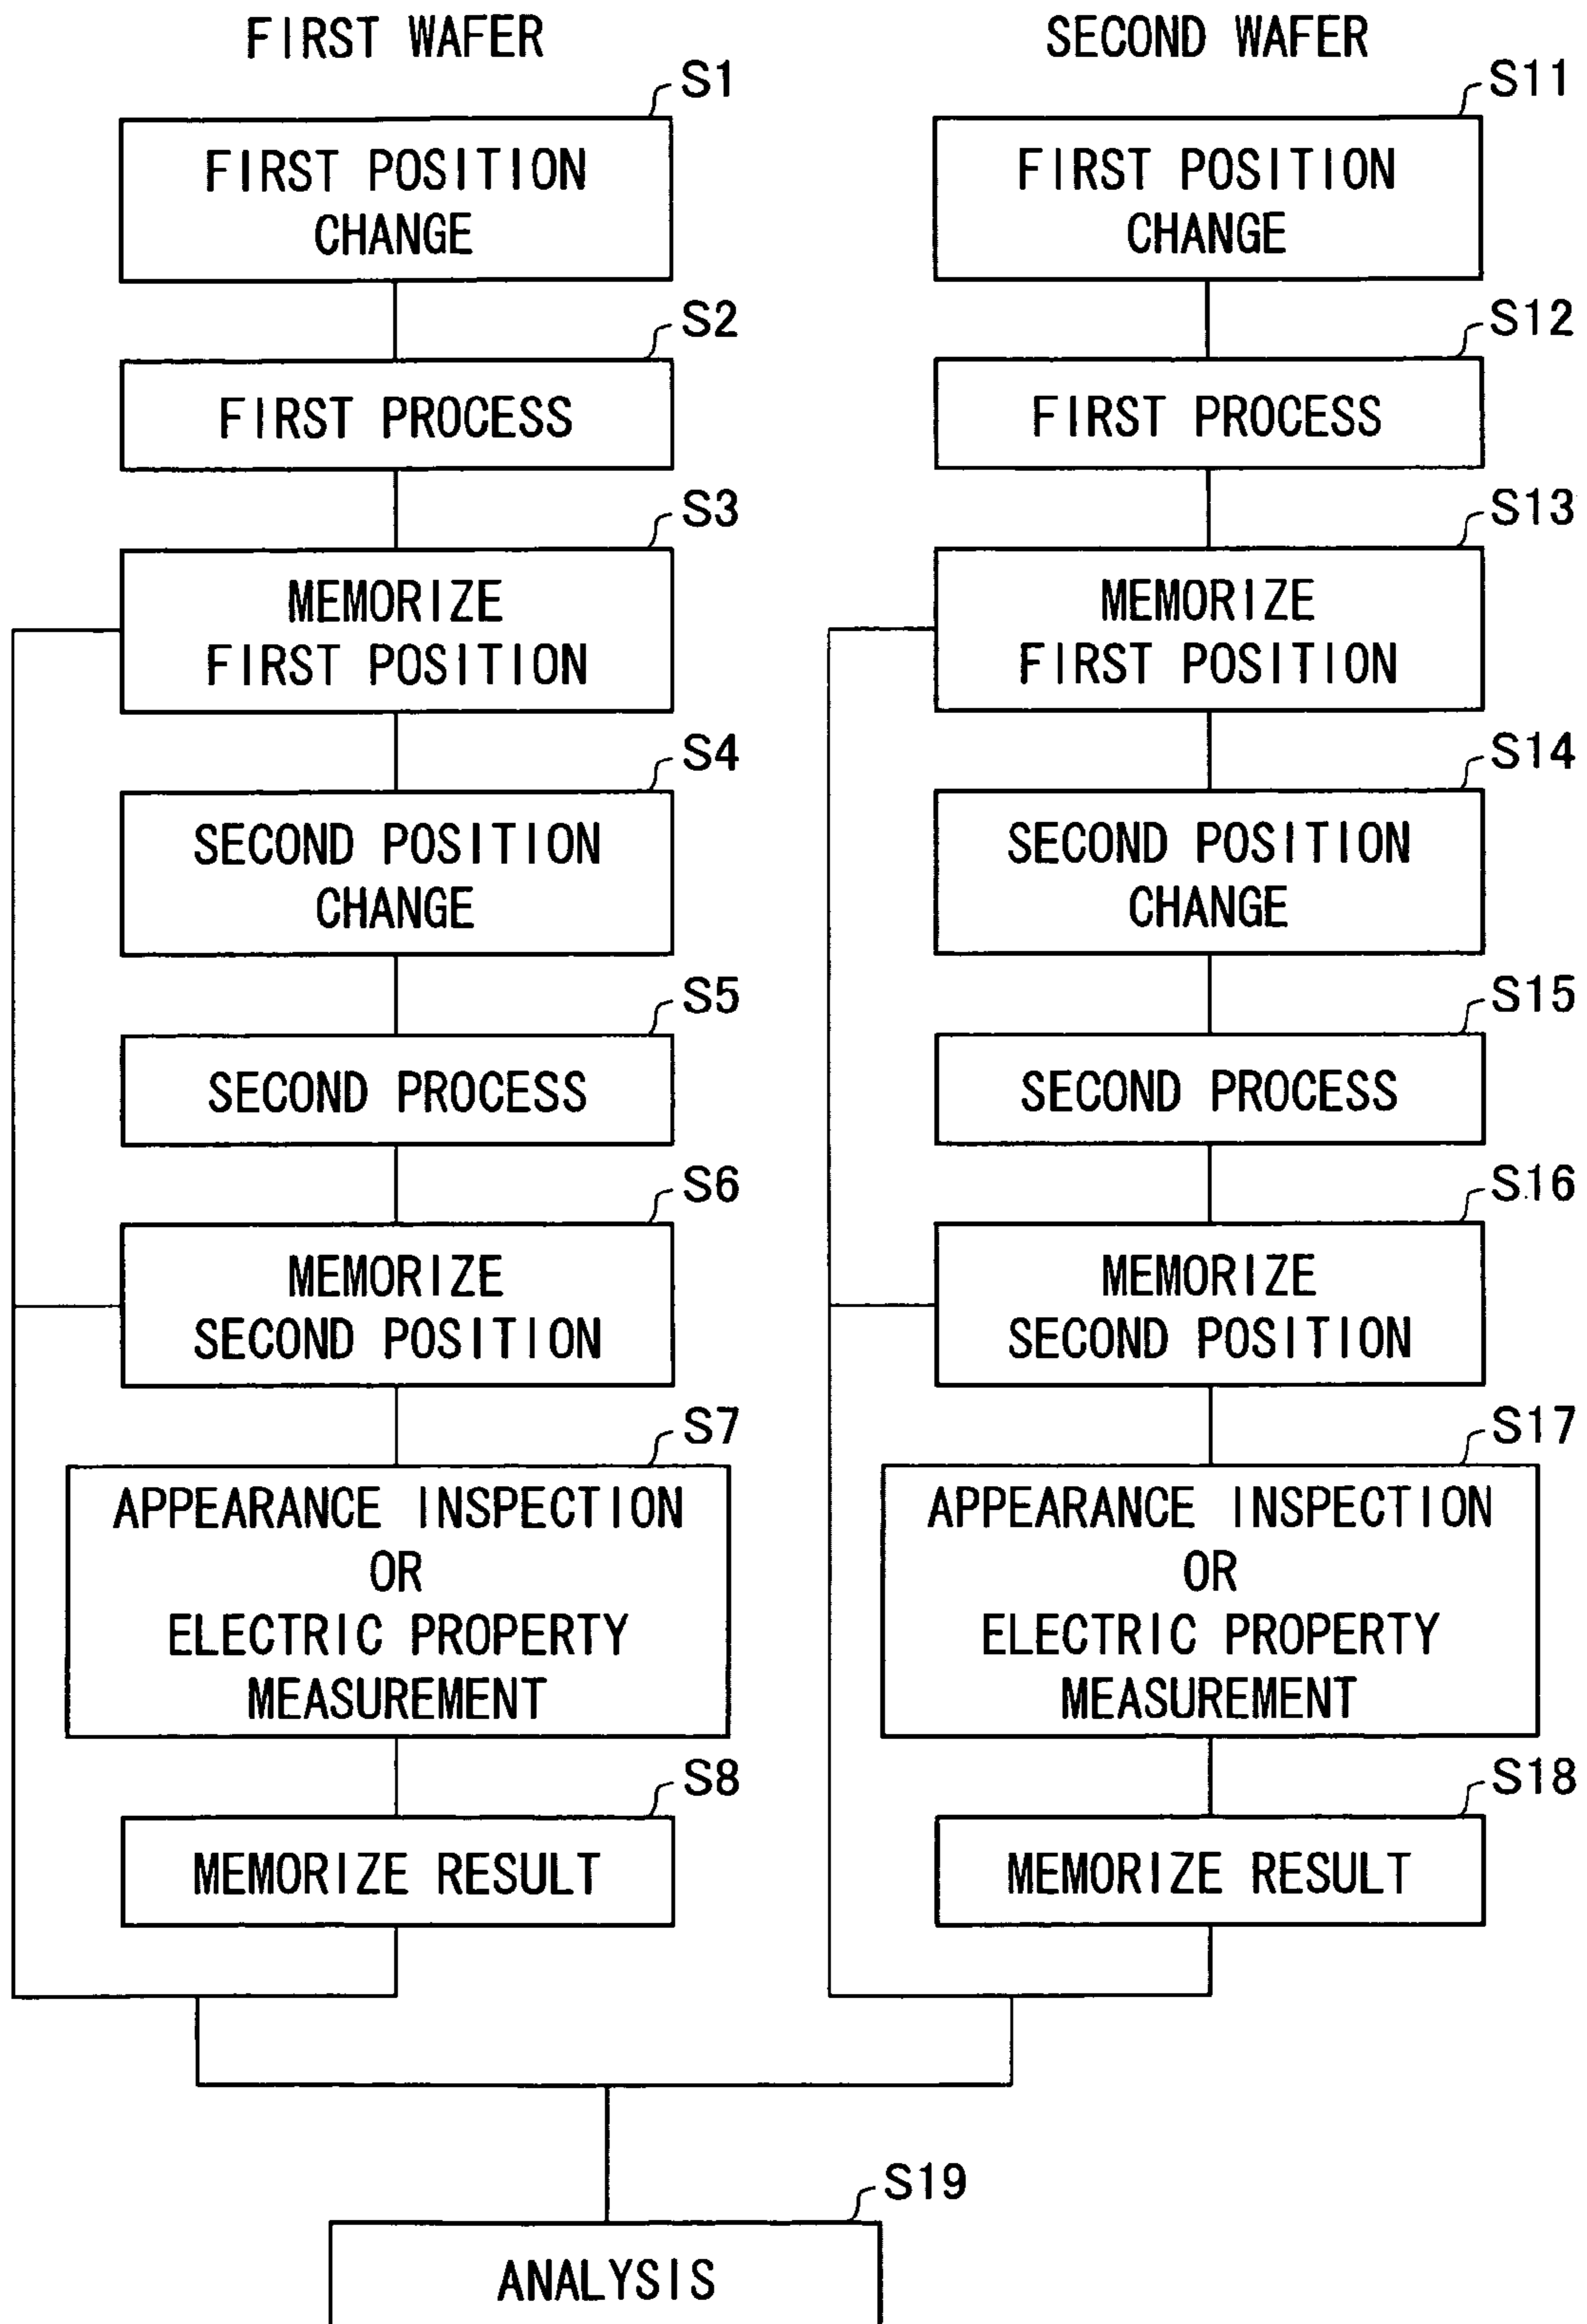 FIRST WAFER
S1
FIRST POSITION
CHANGE
S2
FIRST PROCESS
S3
MEMORIZE
FIRST POSITION
S4
SECOND POSITION
CHANGE
S5
SECOND PROCESS
S6
MEMORIZE
SECOND POSITION
S7
APPEARANCE INSPECTION
OR
ELECTRIC PROPERTY
MEASUREMENT
S8
MEMORIZE RESULT
SECOND WAFER
S11
FIRST POSITION
CHANGE
S12
FIRST PROCESS
S13
MEMORIZE
FIRST POSITION
S14
SECOND POSITION
CHANGE
S15
SECOND PROCESS
S16
MEMORIZE
SECOND POSITION
S17
APPEARANCE INSPECTION
OR
ELECTRIC PROPERTY
MEASUREMENT
S18
MEMORIZE RESULT
S19
ANALYSIS